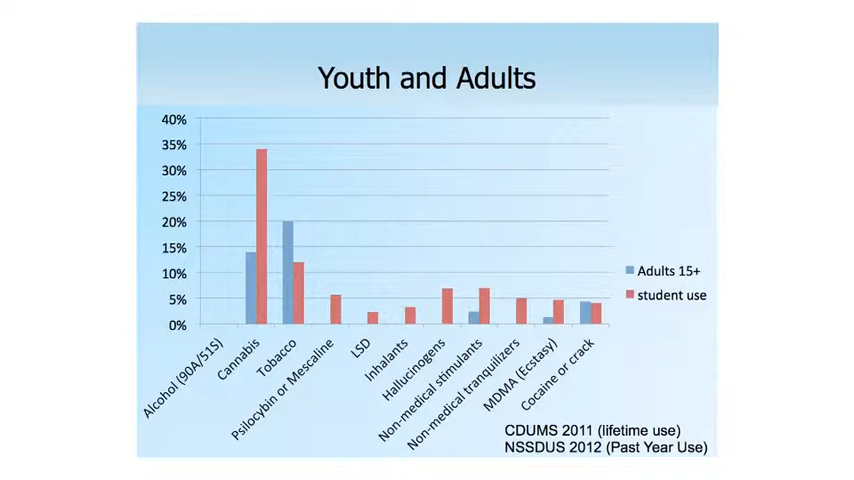 Youth and Adults
40%
35%
30%
25%
20%
15%
10%
5%
0%
Alcohol (90A/51S)
Cannabis
Tobacco
Psilocybin or Mescaline
LSD
Inhalants
Hallucinogens
Non-medical stimulants
Non-medical tranquilizers
MDMA (Ecstasy)
Cocaine or crack
Adults 15+
student use
CDUMS 2011 (lifetime use)
NSSDUS 2012 (Past Year Use)